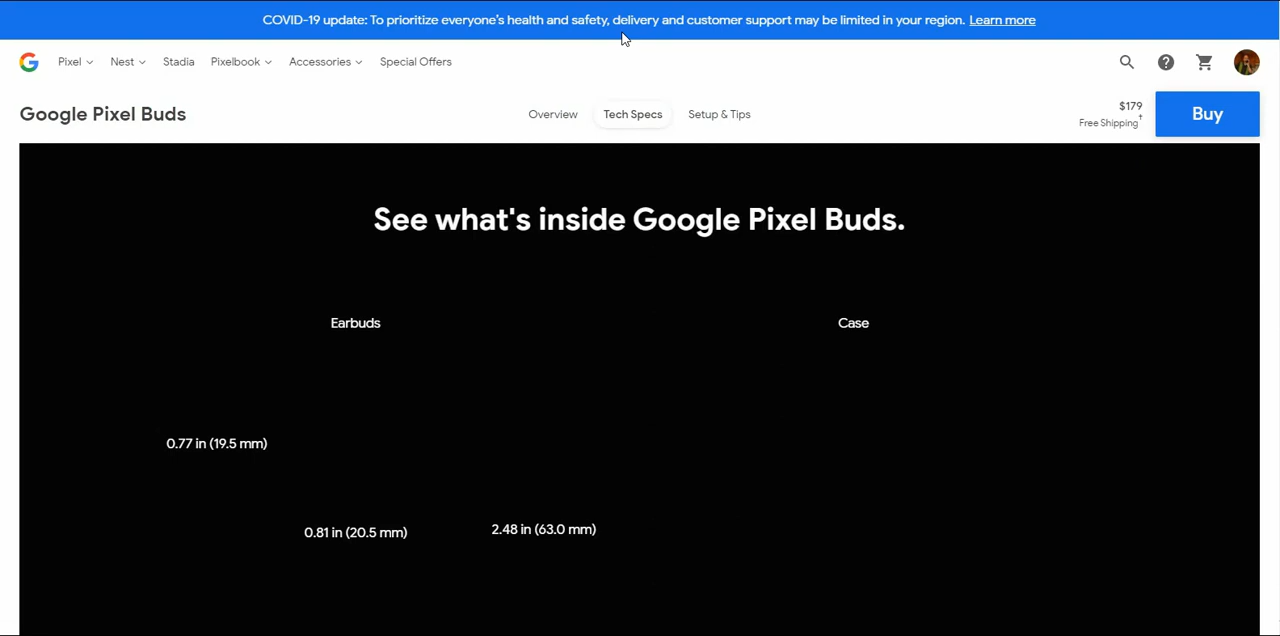 COVID-19 update: To prioritize everyone's health and safety, delivery and customer support may be limited in your region. Learn more
Pixel Nest Stadia Pixelbook Accessories Special Offers
Google Pixel Buds
Overview Tech Specs Setup & Tips
$179
Free Shipping†
Buy
See what's inside Google Pixel Buds.
Earbuds Case
0.77 in (19.5 mm)
0.81 in (20.5 mm) 2.48 in (63.0 mm)